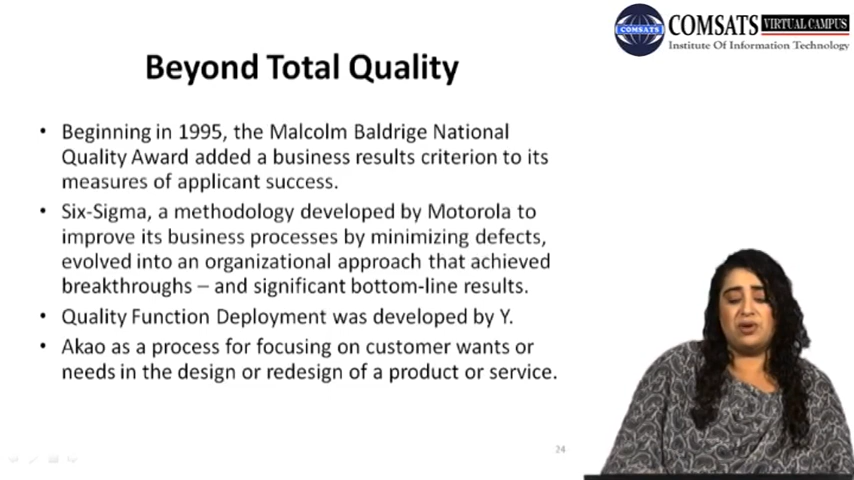 COMSATS VIRTUAL CAMPUS
COMSATS
Institute Of Information Technology
Beyond Total Quality
• Beginning in 1995, the Malcolm Baldrige National
Quality Award added a business results criterion to its
measures of applicant success.
• Six-Sigma, a methodology developed by Motorola to
improve its business processes by minimizing defects,
evolved into an organizational approach that achieved
breakthroughs – and significant bottom-line results.
• Quality Function Deployment was developed by Y.
• Akao as a process for focusing on customer wants or
needs in the design or redesign of a product or service.
24